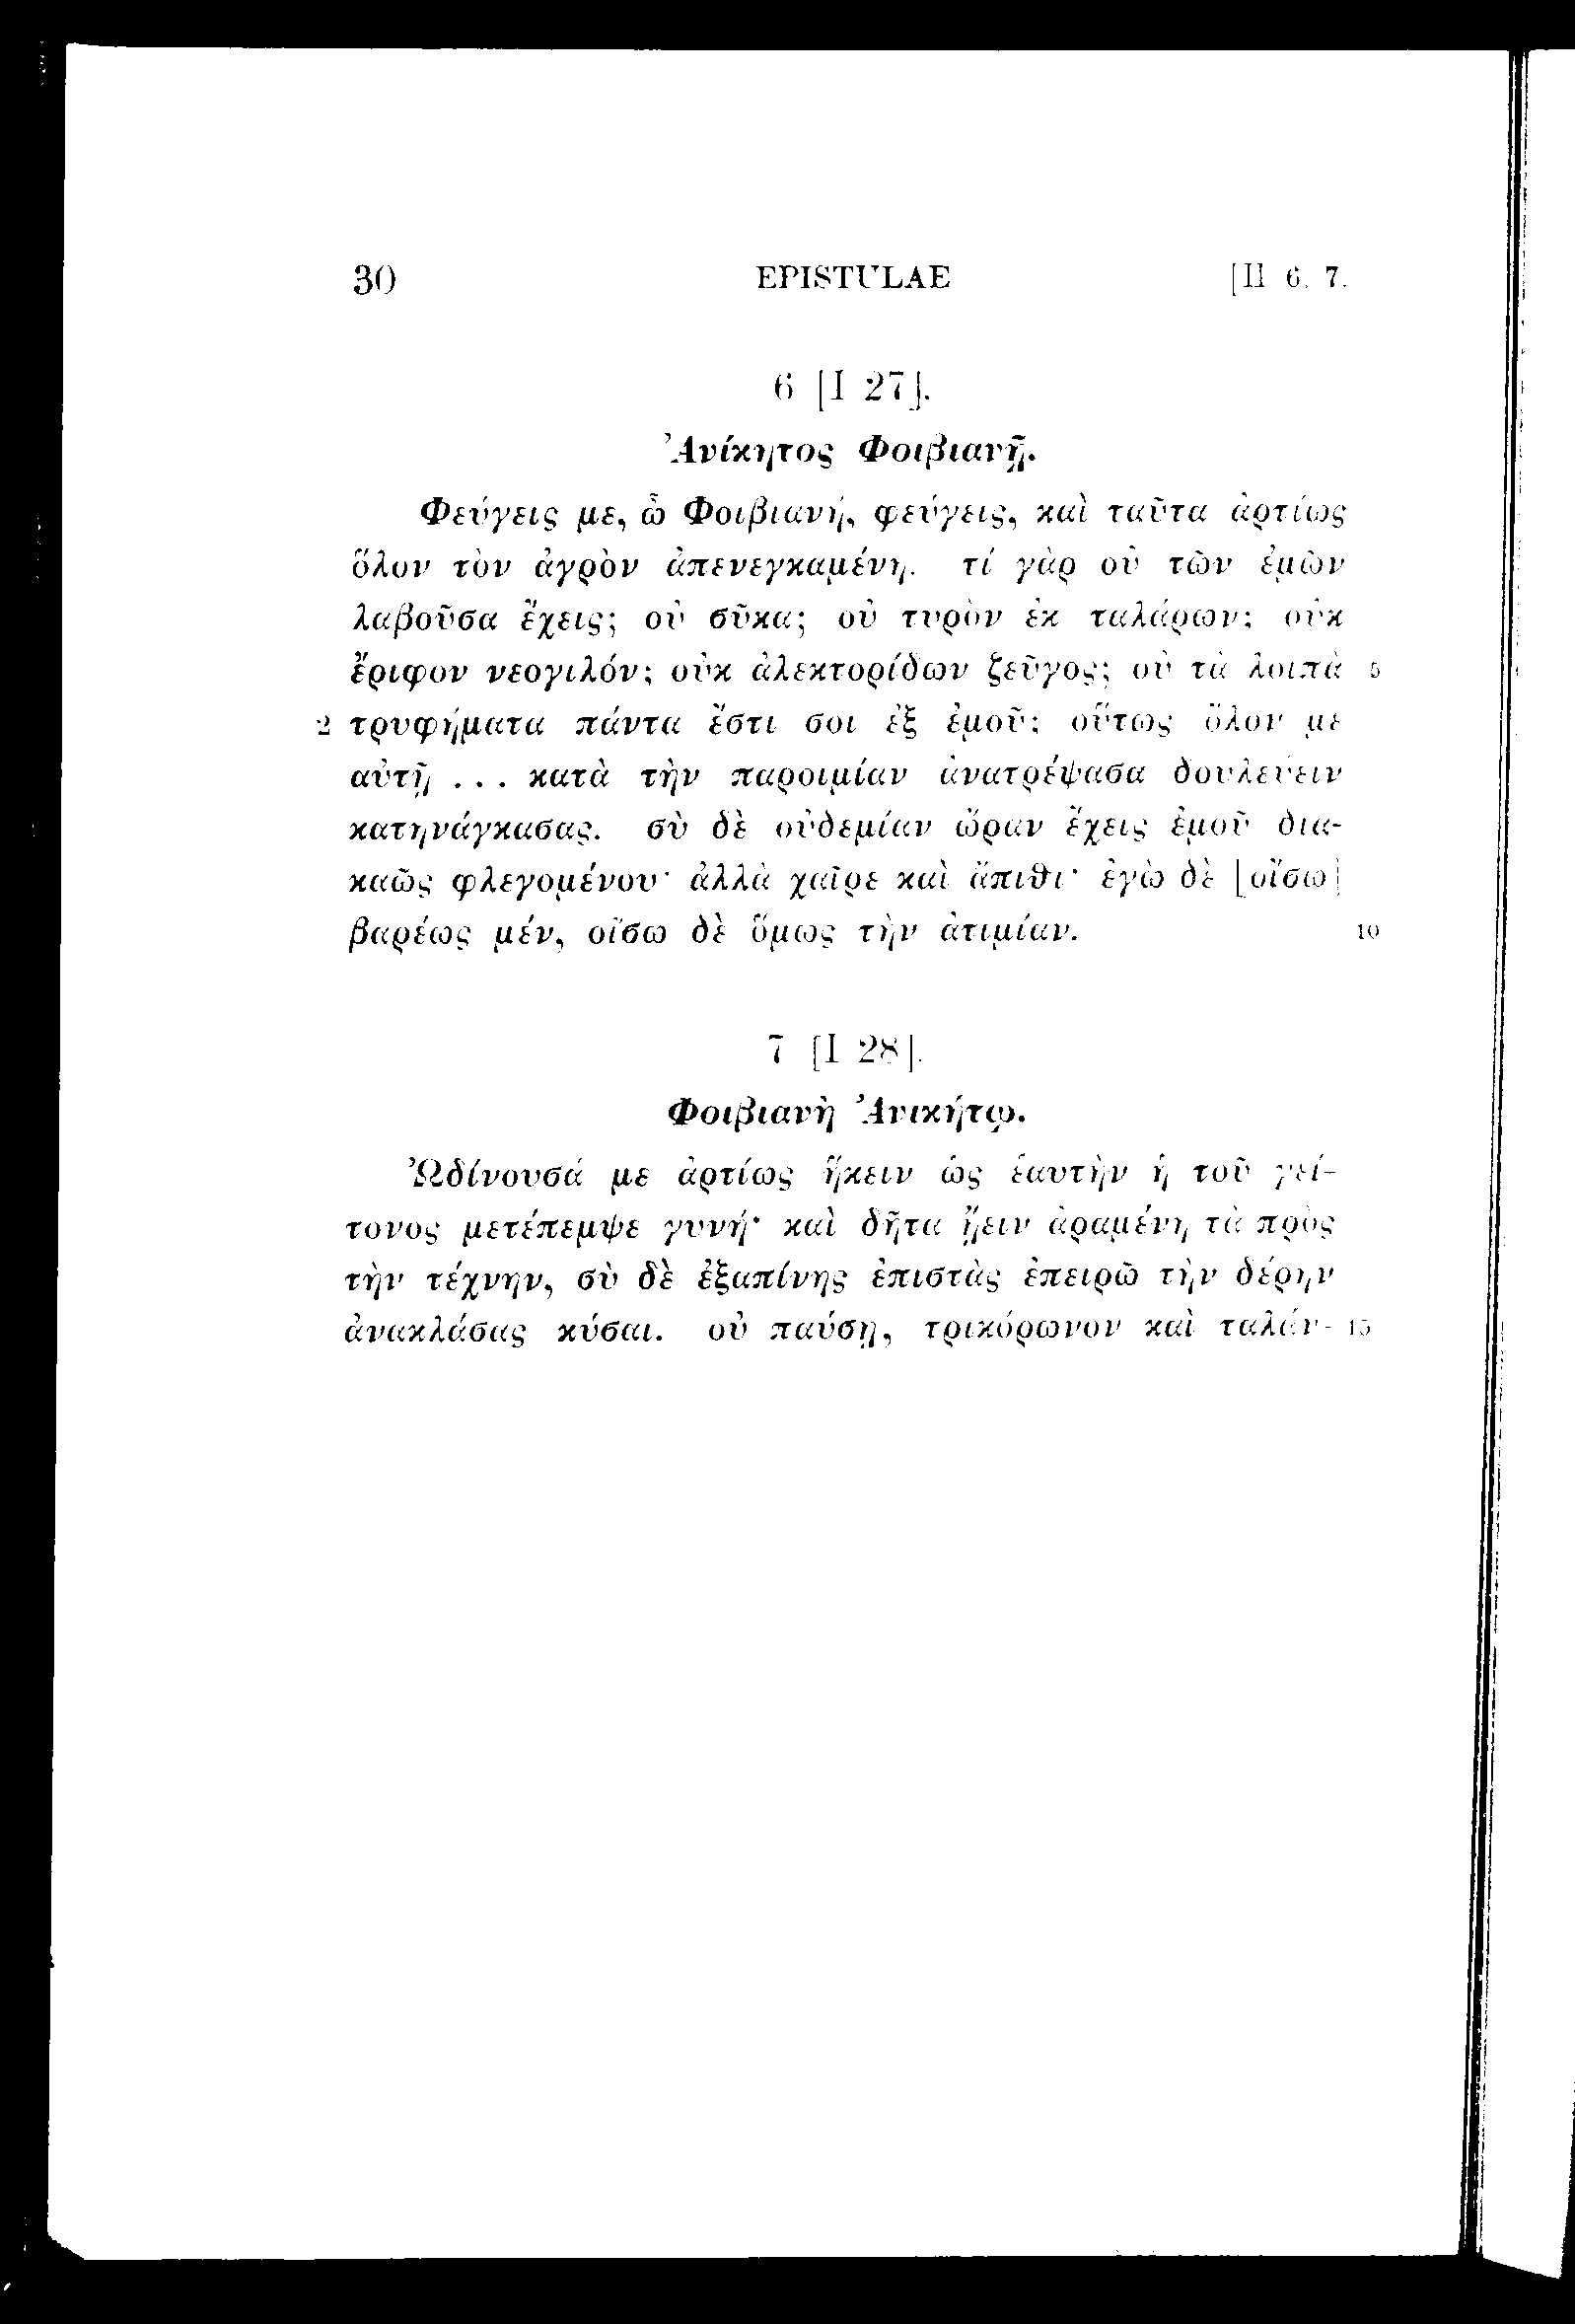 30 EPISTULAE [II 6. 7.
6 [I 27].
Ἀνίκητος Φοιβιανῇ.
Φεύγεις με, ὦ Φοιβιανή, φεύγεις, καὶ ταῦτα ἀρτίως
ὅλον τὸν ἀγρὸν ἀπενεγκαμένη. τί γὰρ οὐ τῶν ἐμῶν
λαβοῦσα ἔχεις; οὐ σῦκα; οὐ τυρὸν ἐκ ταλάρων; οὐκ
ἔριφον νεογιλόν; οὐκ ἀλεκτορίδων ζεῦγος; οὐ τὰ λοιπὰ 5
2 τρυφήματα πάντα ἔστι σοι ἐξ ἐμοῦ; οὕτως ὅλον με
αὐτῇ ... κατὰ τὴν παροιμίαν ἀνατρέψασα δουλεύειν
κατηνάγκασας. σὺ δὲ οὐδεμίαν ὥραν ἔχεις ἐμοῦ δια-
καῶς φλεγομένου· ἀλλὰ χαῖρε καὶ ἄπιθι· ἐγὼ δὲ [οἴσω]
βαρέως μέν, οἴσω δὲ ὅμως τὴν ἀτιμίαν. 10
7 [I 28].
Φοιβιανὴ Ἀνικήτῳ.
Ὠδίνουσά με ἀρτίως ἥκειν ὡς ἑαυτὴν ἡ τοῦ γεί-
τονος μετέπεμψε γυνή· καὶ δῆτα ᾔειν ἀραμένη τὰ πρὸς
τὴν τέχνην, σὺ δὲ ἐξαπίνης ἐπιστὰς ἐπειρῶ τὴν δέρην
ἀνακλάσας κύσαι. οὐ παύσῃ, τρικόρωνον καὶ ταλάν- 15